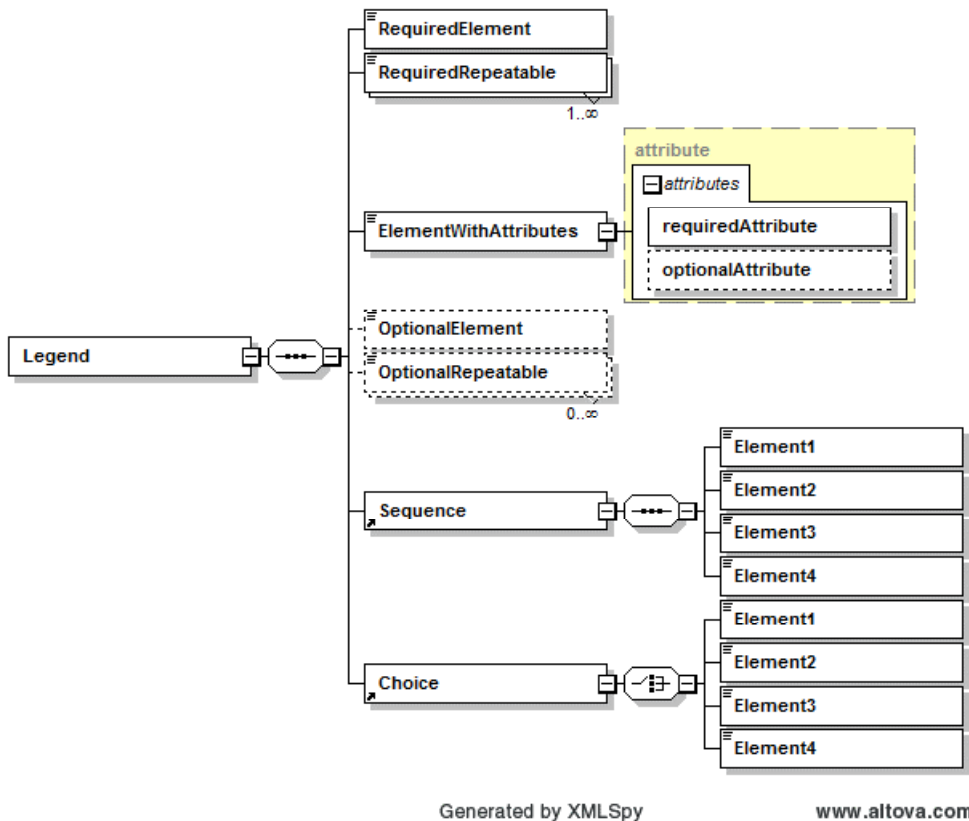 RequiredElement
RequiredRepeatable
1..∞
attribute
attributes
ElementWithAttributes
requiredAttribute
optionalAttribute
OptionalElement
Legend
OptionalRepeatable
0..∞
Element1
Element2
Sequence
Element3
Element4
Element1
Element2
Choice
Element3
Element4
Generated by XMLSpy www.altova.com